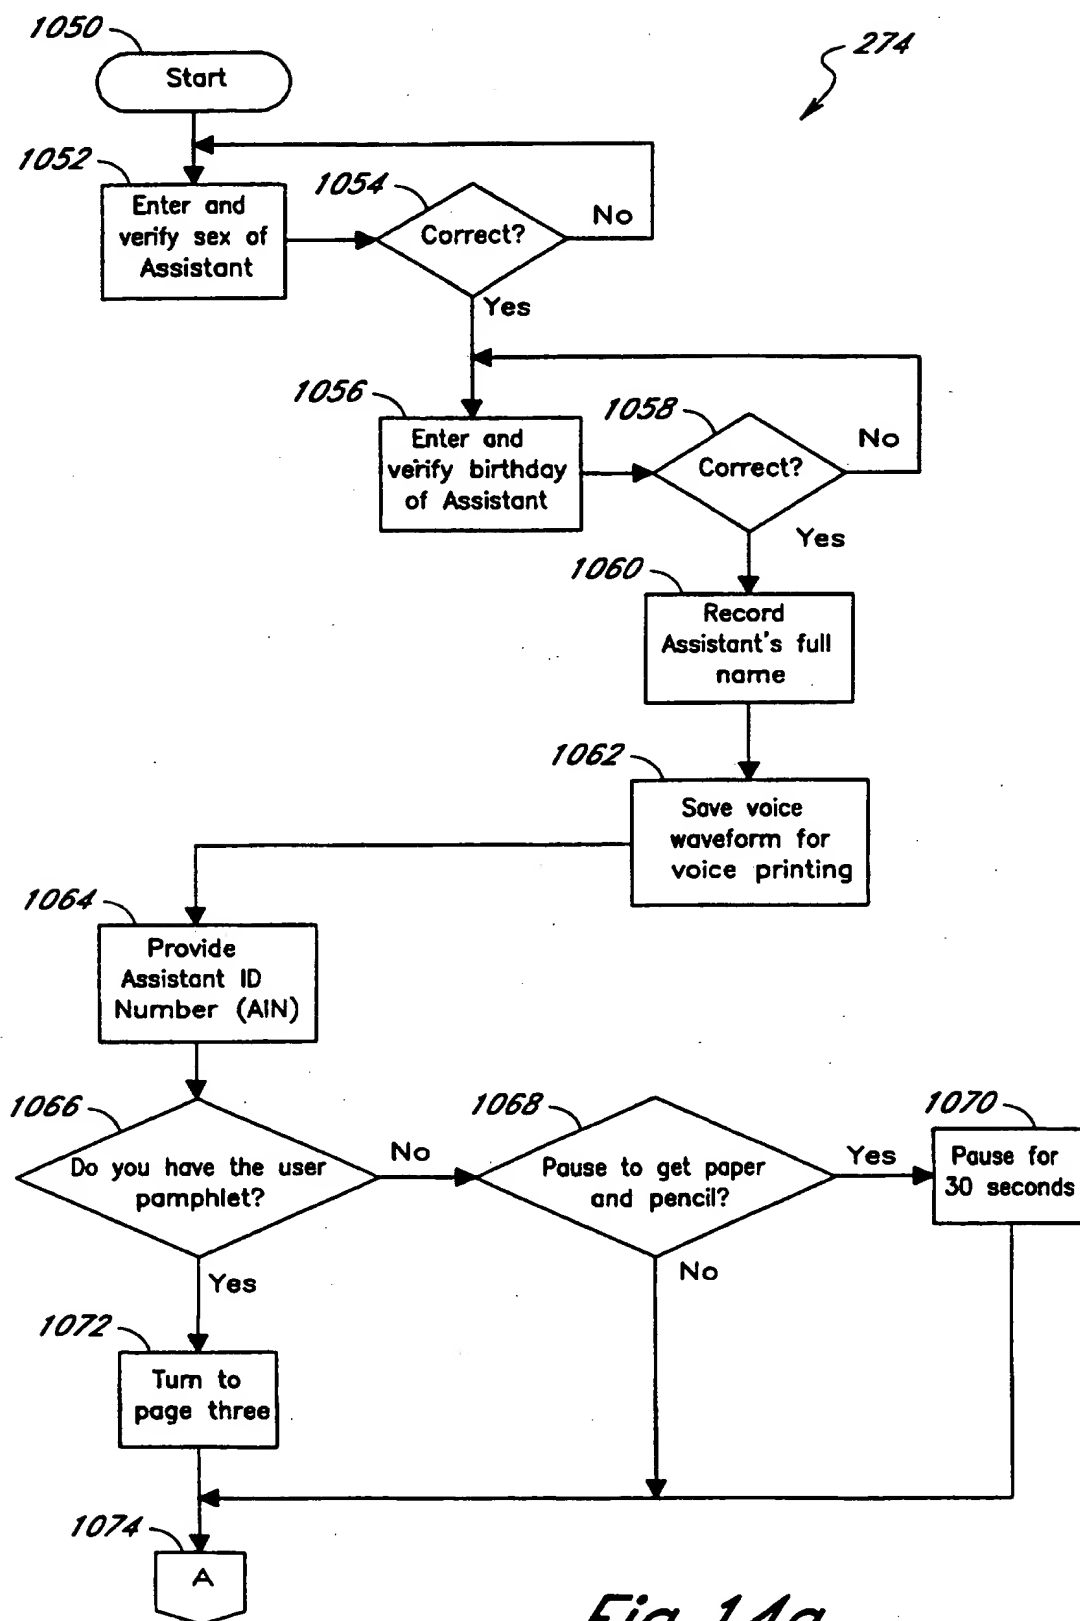 1050
Start
274
1052
Enter and
verify sex of
Assistant
1054
Correct?
No
Yes
1056
Enter and
verify birthday
of Assistant
1058
Correct?
No
Yes
1060
Record
Assistant's full
name
1062
Save voice
waveform for
voice printing
1064
Provide
Assistant ID
Number (AIN)
1066
Do you have the user
pamphlet?
No
1068
Pause to get paper
and pencil?
Yes
1070
Pause for
30 seconds
Yes
No
1072
Turn to
page three
1074
A
Fig. 14a